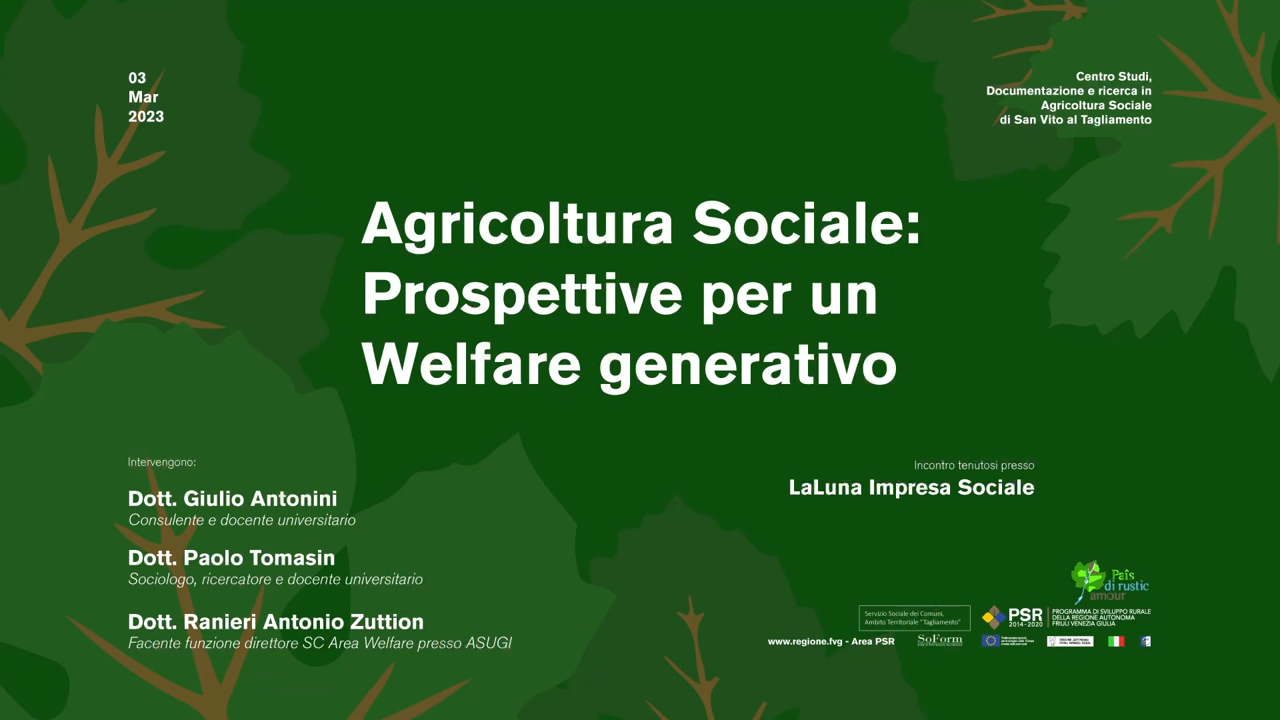 03
Mar
2023
Centro Studi,
Documentazione e ricerca in
Agricoltura Sociale
di San Vito al Tagliamento
Agricoltura Sociale:
Prospettive per un
Welfare generativo
Intervengono:
Dott. Giulio Antonini
Consulente e docente universitario
Dott. Paolo Tomasin
Sociologo, ricercatore e docente universitario
Dott. Ranieri Antonio Zuttion
Facente funzione direttore SC Area Welfare presso ASUGI
Incontro tenutosi presso
LaLuna Impresa Sociale
Paîs
di rustic
amour
Servizio Sociale dei Comuni,
Ambito Territoriale "Tagliamento"
PSR
2014-2020
PROGRAMMA DI SVILUPPO RURALE
DELLA REGIONE AUTONOMA
FRIULI VENEZIA GIULIA
www.regione.fvg - Area PSR
SoForm